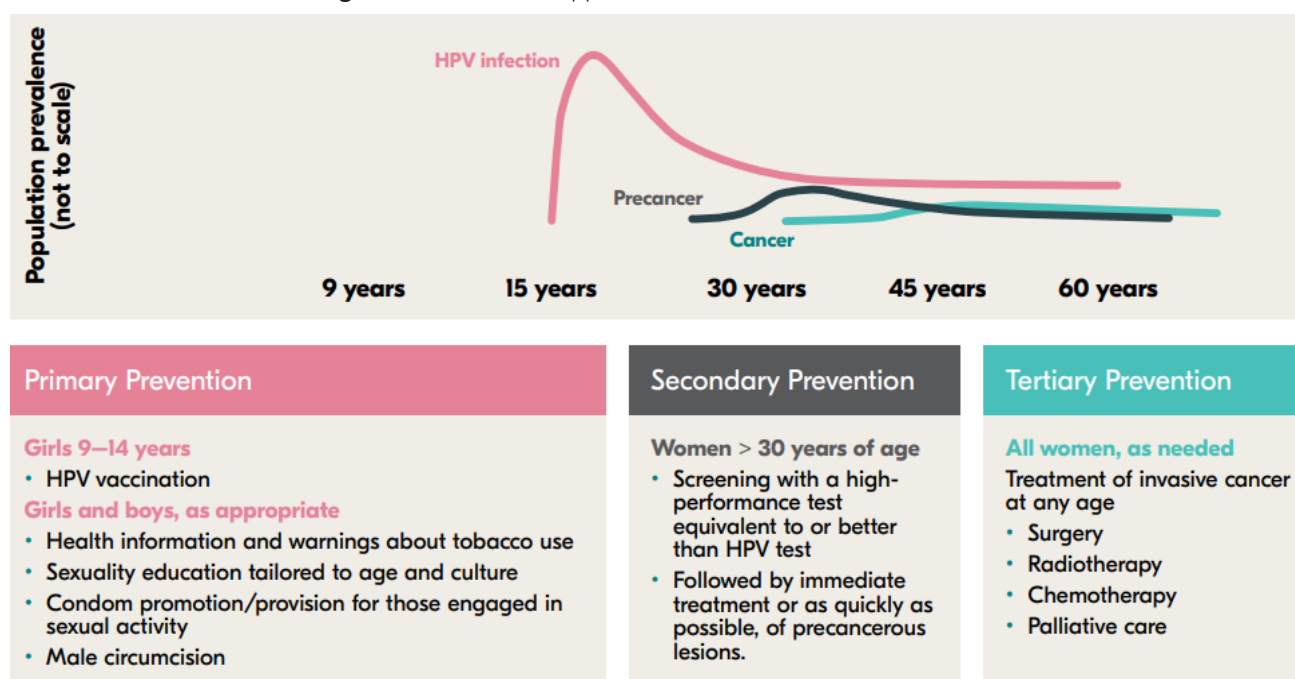 Population prevalence
(not to scale)
HPV infection
Precancer
Cancer
9 years
15 years
30 years
45 years
60 years
Primary Prevention
Girls 9–14 years
• HPV vaccination
Girls and boys, as appropriate
• Health information and warnings about tobacco use
• Sexuality education tailored to age and culture
• Condom promotion/provision for those engaged in
sexual activity
• Male circumcision
Secondary Prevention
Women > 30 years of age
• Screening with a high-
performance test
equivalent to or better
than HPV test
• Followed by immediate
treatment or as quickly as
possible, of precancerous
lesions.
Tertiary Prevention
All women, as needed
Treatment of invasive cancer
at any age
• Surgery
• Radiotherapy
• Chemotherapy
• Palliative care